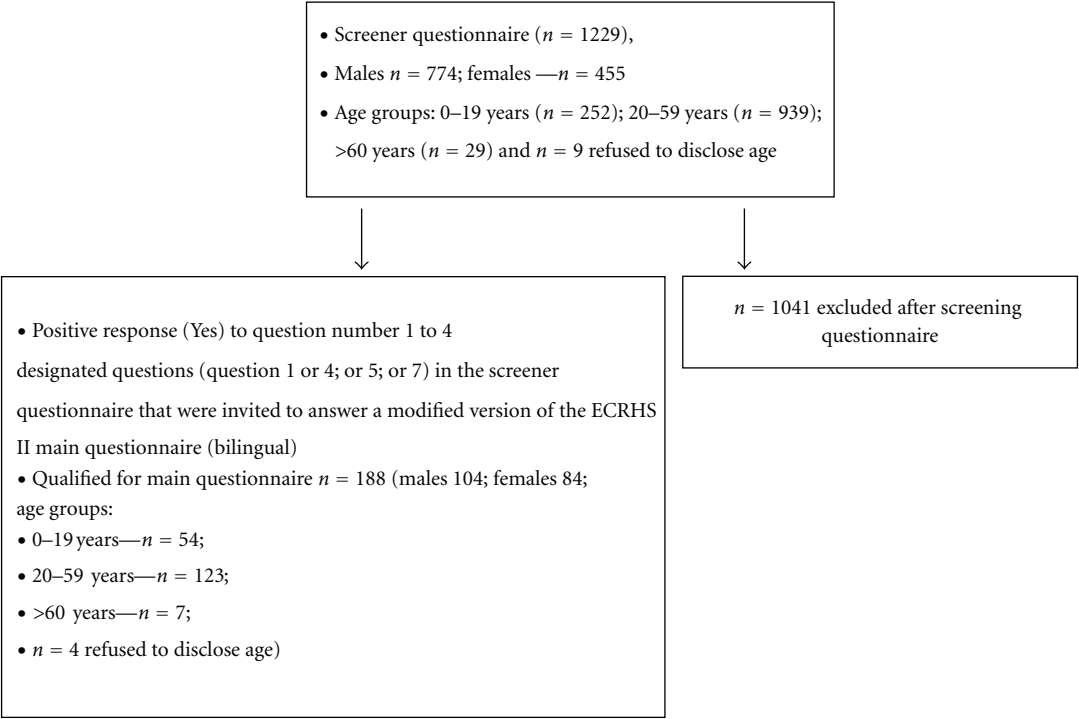 • Screener questionnaire (n = 1229),
• Males n = 774; females —n = 455
• Age groups: 0–19 years (n = 252); 20–59 years (n = 939);
>60 years (n = 29) and n = 9 refused to disclose age
• Positive response (Yes) to question number 1 to 4
designated questions (question 1 or 4; or 5; or 7) in the screener
questionnaire that were invited to answer a modified version of the ECRHS
II main questionnaire (bilingual)
• Qualified for main questionnaire n = 188 (males 104; females 84;
age groups:
• 0–19 years—n = 54;
• 20–59 years—n = 123;
• >60 years—n = 7;
• n = 4 refused to disclose age)
n = 1041 excluded after screening
questionnaire